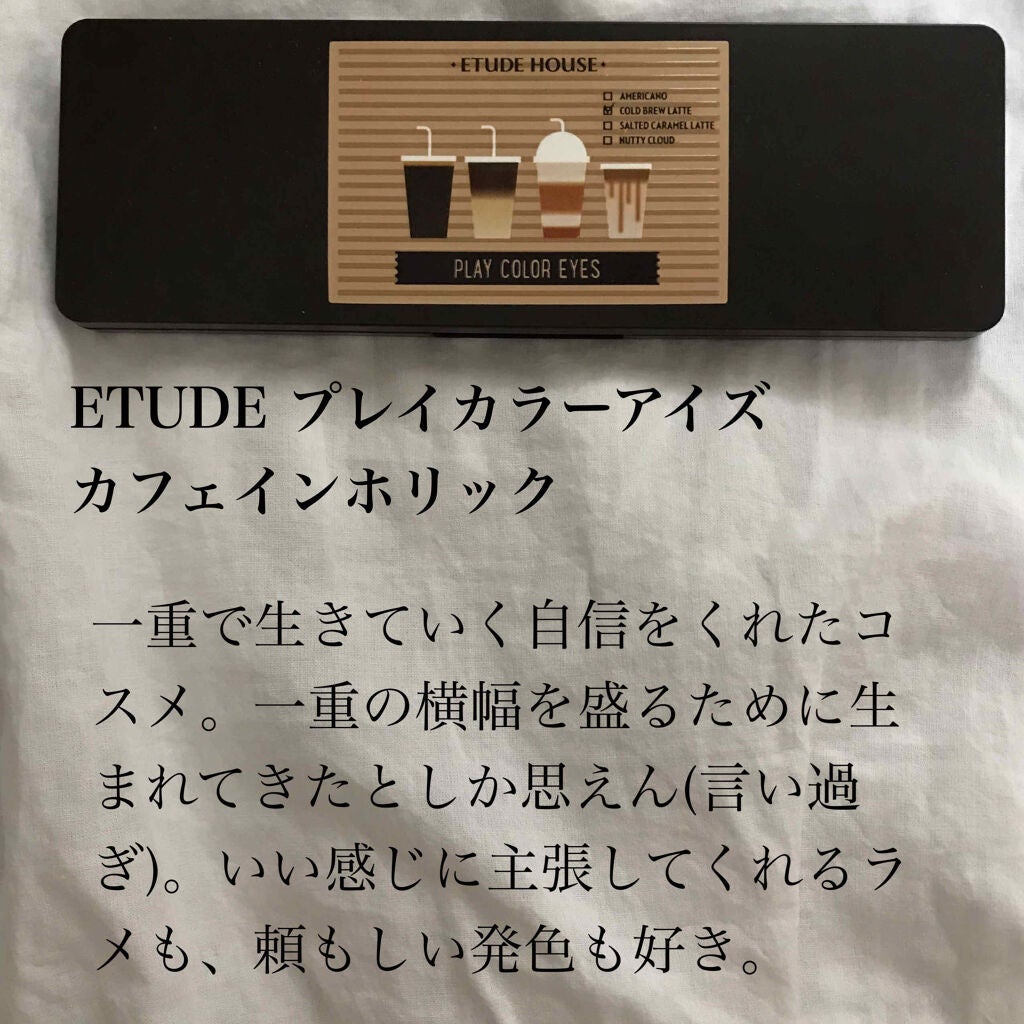 ・ETUDE HOUSE・
AMERICANO
COLD BREW LATTE
SALTED CARAMEL LATTE
NUTTY CLOUD
PLAY COLOR EYES
ETUDE プレイカラーアイズ
カフェインホリック
一重で生きていく自信をくれたコ
スメ。一重の横幅を盛るために生
まれてきたとしか思えん(言い過
ぎ)。いい感じに主張してくれるラ
メも、頼もしい発色も好き。